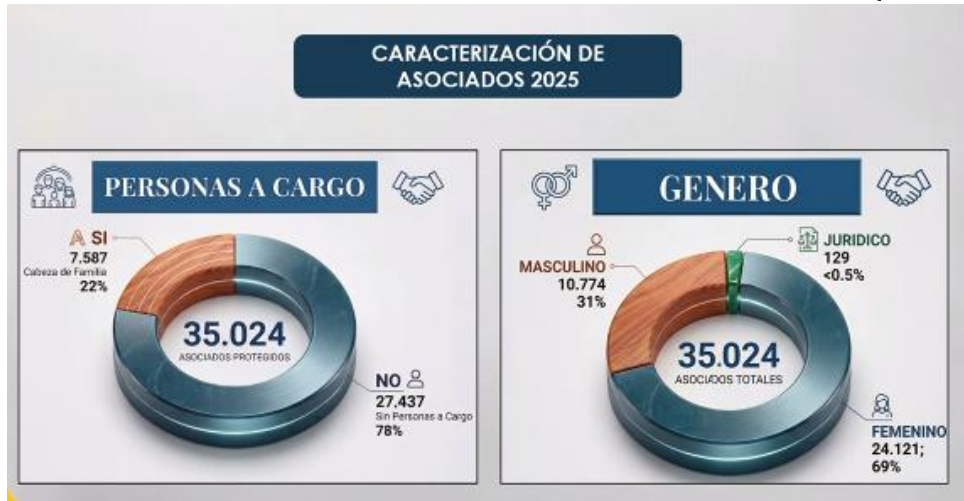 CARACTERIZACIÓN DE
ASOCIADOS 2025
PERSONAS A CARGO
SI
7.587
Cabeza de Familia
22%
35.024
ASOCIADOS PROTEGIDOS
NO
27,437
Sin Personas a Cargo
78%
GENERO
JURIDICO
129
<0.5%
MASCULINO
10.774
31%
35.024
ASOCIADOS TOTALES
FEMENINO
24.121;
69%